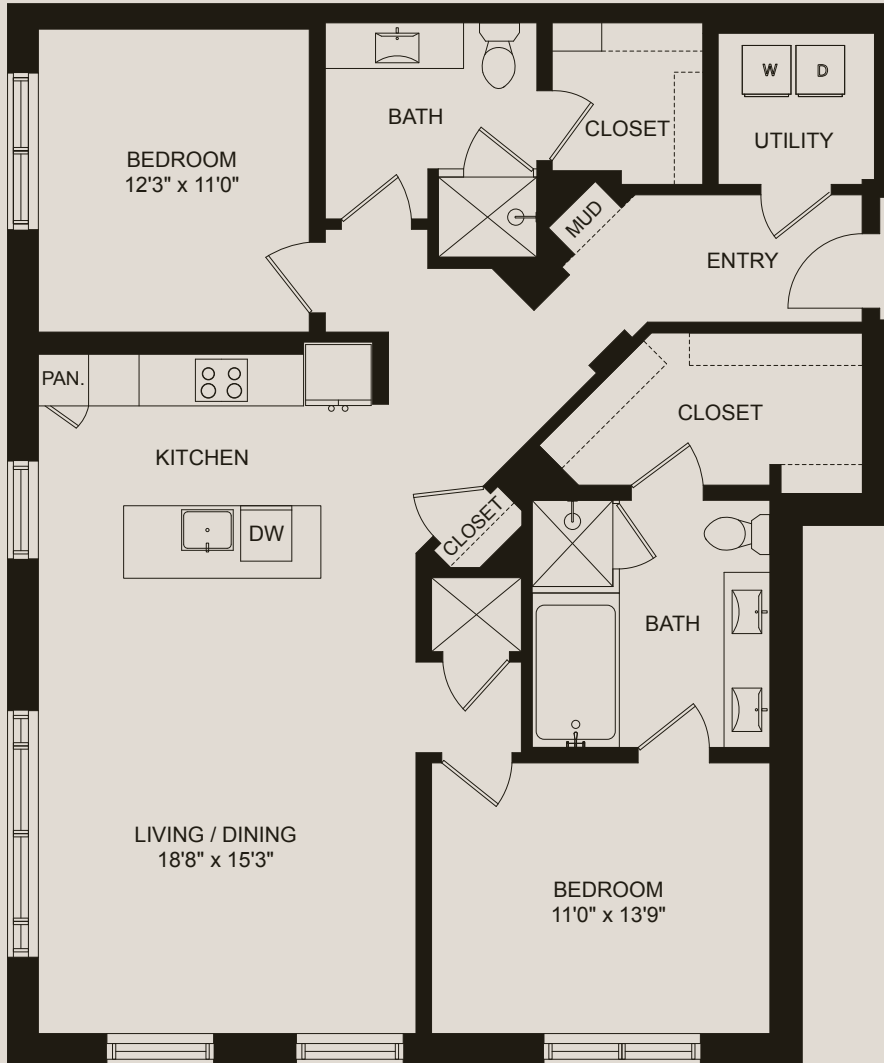 W
D
BATH
CLOSET
UTILITY
BEDROOM
12'3" x 11'0"
MUD
ENTRY
PAN.
CLOSET
KITCHEN
CLOSET
DW
BATH
LIVING / DINING
18'8" x 15'3"
BEDROOM
11'0" x 13'9"